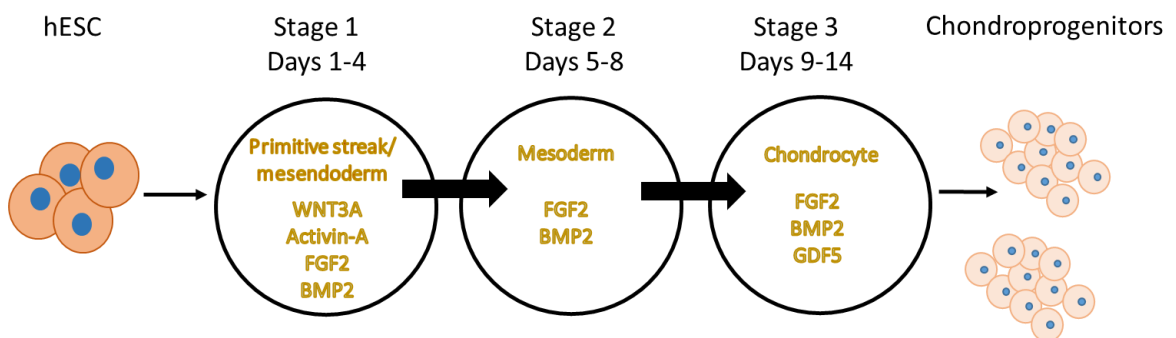 hESC
Stage 1
Days 1-4
Stage 2
Days 5-8
Stage 3
Days 9-14
Chondroprogenitors
Primitive streak/
mesendoderm
WNT3A
Activin-A
FGF2
BMP2
Mesoderm
FGF2
BMP2
Chondrocyte
FGF2
BMP2
GDF5